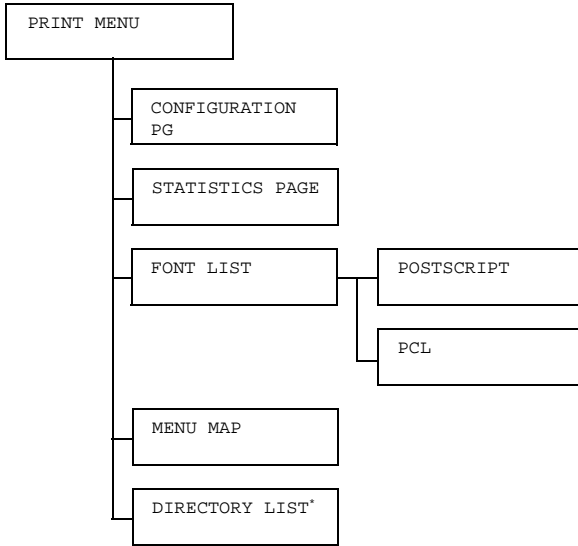 PRINT MENU
CONFIGURATION
PG
STATISTICS PAGE
FONT LIST
POSTSCRIPT
PCL
MENU MAP
DIRECTORY LIST*